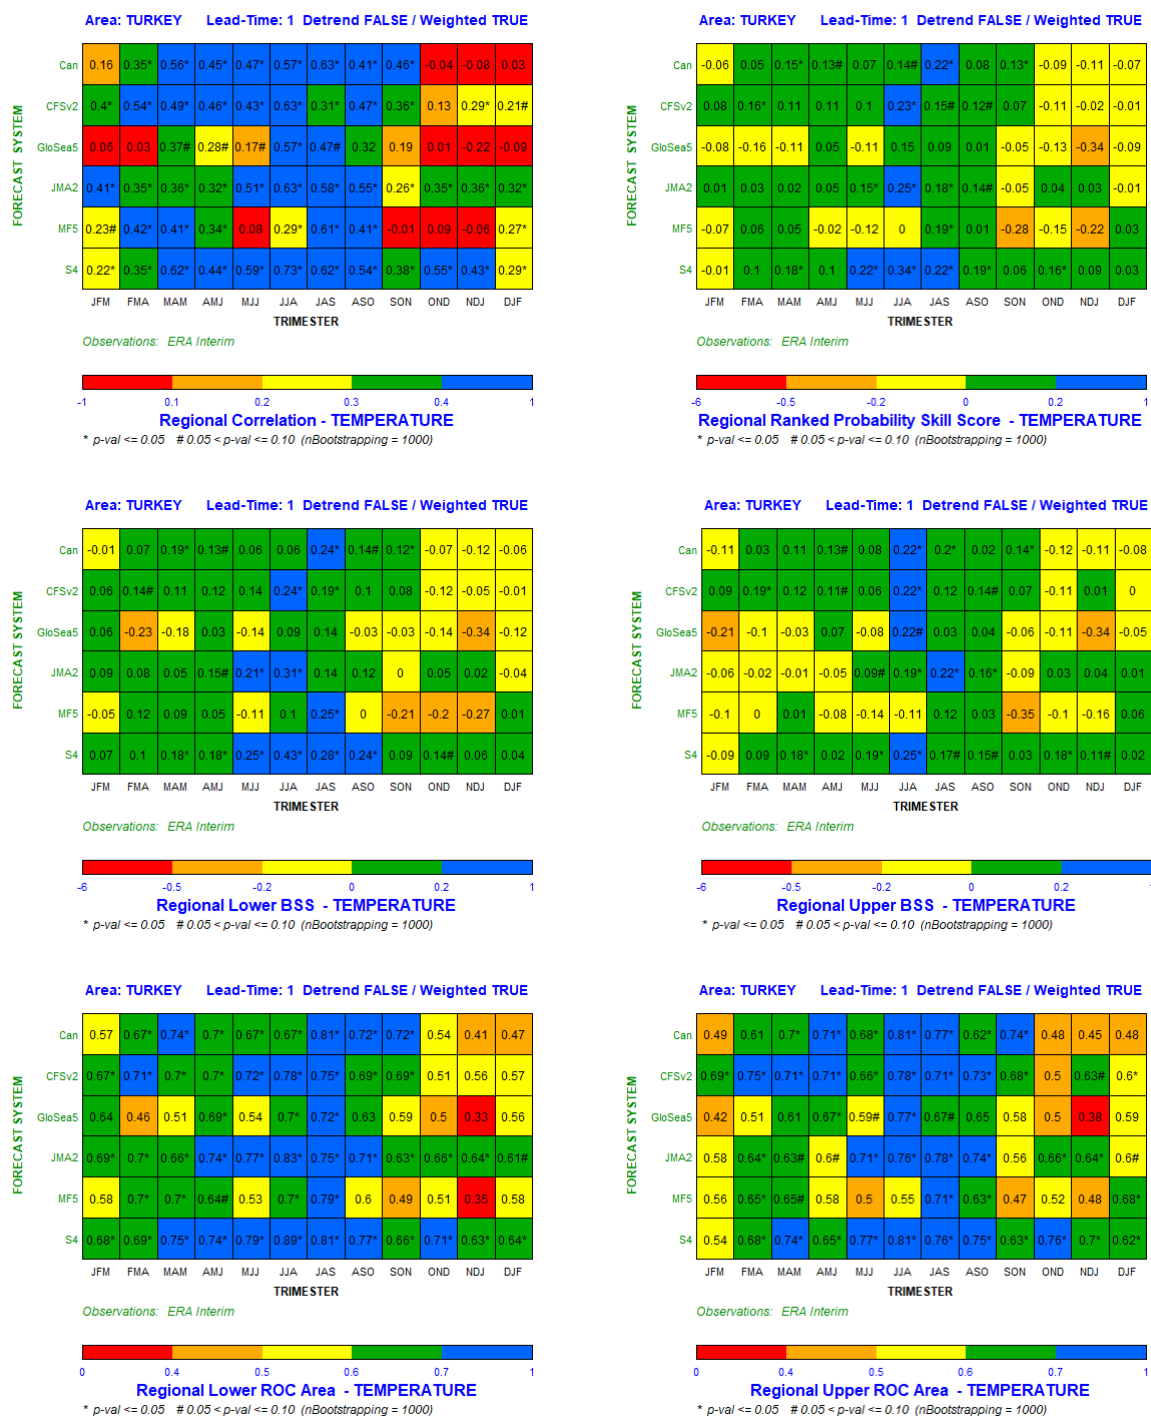 Area: TURKEY Lead-Time: 1 Detrend FALSE / Weighted TRUE
FORECAST SYSTEM
Can 0.16 0.35* 0.56* 0.45* 0.47* 0.57* 0.63* 0.41* 0.46* -0.04 -0.08 0.03
CFSv2 0.4* 0.54* 0.49* 0.46* 0.43* 0.63* 0.31* 0.47* 0.36* 0.13 0.29* 0.21#
GloSea5 0.06 0.03 0.37# 0.28# 0.17# 0.57* 0.47# 0.32 0.19 0.01 -0.22 -0.09
JMA2 0.41* 0.35* 0.36* 0.32* 0.51* 0.63* 0.58* 0.55* 0.26* 0.35* 0.36* 0.32*
MF5 0.23# 0.42* 0.41* 0.34* 0.08 0.29* 0.61* 0.41* -0.01 0.09 -0.06 0.27*
S4 0.22* 0.35* 0.62* 0.44* 0.59* 0.73* 0.62* 0.54* 0.38* 0.55* 0.43* 0.29*
JFM FMA MAM AMJ MJJ JJA JAS ASO SON OND NDJ DJF
TRIMESTER
Observations: ERA Interim
-1 0.1 0.2 0.3 0.4 1
Regional Correlation - TEMPERATURE
* p-val <= 0.05 # 0.05 < p-val <= 0.10 (nBootstrapping = 1000)
Area: TURKEY Lead-Time: 1 Detrend FALSE / Weighted TRUE
FORECAST SYSTEM
Can -0.06 0.05 0.15* 0.13# 0.07 0.14# 0.22* 0.08 0.13* -0.09 -0.11 -0.07
CFSv2 0.08 0.16* 0.11 0.11 0.1 0.23* 0.15# 0.12# 0.07 -0.11 -0.02 -0.01
GloSea5 -0.08 -0.16 -0.11 0.05 -0.11 0.15 0.09 0.01 -0.05 -0.13 -0.34 -0.09
JMA2 0.01 0.03 0.02 0.05 0.15* 0.25* 0.18* 0.14# -0.05 0.04 0.03 -0.01
MF5 -0.07 0.06 0.05 -0.02 -0.12 0 0.19* 0.01 -0.28 -0.15 -0.22 0.03
S4 -0.01 0.1 0.18* 0.1 0.22* 0.34* 0.22* 0.19* 0.06 0.16* 0.09 0.03
JFM FMA MAM AMJ MJJ JJA JAS ASO SON OND NDJ DJF
TRIMESTER
Observations: ERA Interim
-6 -0.5 -0.2 0 0.2 1
Regional Ranked Probability Skill Score - TEMPERATURE
* p-val <= 0.05 # 0.05 < p-val <= 0.10 (nBootstrapping = 1000)
Area: TURKEY Lead-Time: 1 Detrend FALSE / Weighted TRUE
FORECAST SYSTEM
Can -0.01 0.07 0.19* 0.13# 0.06 0.06 0.24* 0.14# 0.12* -0.07 -0.12 -0.06
CFSv2 0.06 0.14# 0.11 0.12 0.14 0.24* 0.19* 0.1 0.08 -0.12 -0.05 -0.01
GloSea5 0.06 -0.23 -0.18 0.03 -0.14 0.09 0.14 -0.03 -0.03 -0.14 -0.34 -0.12
JMA2 0.09 0.08 0.05 0.15# 0.21* 0.31* 0.14 0.12 0 0.05 0.02 -0.04
MF5 -0.05 0.12 0.09 0.05 -0.11 0.1 0.25* 0 -0.21 -0.2 -0.27 0.01
S4 0.07 0.1 0.18* 0.18* 0.25* 0.43* 0.28* 0.24* 0.09 0.14# 0.06 0.04
JFM FMA MAM AMJ MJJ JJA JAS ASO SON OND NDJ DJF
TRIMESTER
Observations: ERA Interim
-6 -0.5 -0.2 0 0.2 1
Regional Lower BSS - TEMPERATURE
* p-val <= 0.05 # 0.05 < p-val <= 0.10 (nBootstrapping = 1000)
Area: TURKEY Lead-Time: 1 Detrend FALSE / Weighted TRUE
FORECAST SYSTEM
Can -0.11 0.03 0.11 0.13# 0.08 0.22* 0.2* 0.02 0.14* -0.12 -0.11 -0.08
CFSv2 0.09 0.19* 0.12 0.11# 0.06 0.22* 0.12 0.14# 0.07 -0.11 0.01 0
GloSea5 -0.21 -0.1 -0.03 0.07 -0.08 0.22# 0.03 0.04 -0.06 -0.11 -0.34 -0.05
JMA2 -0.06 -0.02 -0.01 -0.05 0.09# 0.19* 0.22* 0.16* -0.09 0.03 0.04 0.01
MF5 -0.1 0 0.01 -0.08 -0.14 -0.11 0.12 0.03 -0.35 -0.1 -0.16 0.06
S4 -0.09 0.09 0.18* 0.02 0.19* 0.25* 0.17# 0.15# 0.03 0.18* 0.11# 0.02
JFM FMA MAM AMJ MJJ JJA JAS ASO SON OND NDJ DJF
TRIMESTER
Observations: ERA Interim
-6 -0.5 -0.2 0 0.2 1
Regional Upper BSS - TEMPERATURE
* p-val <= 0.05 # 0.05 < p-val <= 0.10 (nBootstrapping = 1000)
Area: TURKEY Lead-Time: 1 Detrend FALSE / Weighted TRUE
FORECAST SYSTEM
Can 0.57 0.67* 0.74* 0.7* 0.67* 0.67* 0.81* 0.72* 0.72* 0.54 0.41 0.47
CFSv2 0.67* 0.71* 0.7* 0.7* 0.72* 0.78* 0.75* 0.69* 0.69* 0.51 0.56 0.57
GloSea5 0.64 0.46 0.51 0.69* 0.54 0.7* 0.72* 0.63 0.59 0.5 0.33 0.56
JMA2 0.69* 0.7* 0.66* 0.74* 0.77* 0.83* 0.75* 0.71* 0.63* 0.66* 0.64* 0.61#
MF5 0.58 0.7* 0.7* 0.64# 0.53 0.7* 0.79* 0.6 0.49 0.51 0.35 0.58
S4 0.68* 0.69* 0.75* 0.74* 0.79* 0.89* 0.81* 0.77* 0.66* 0.71* 0.63* 0.64*
JFM FMA MAM AMJ MJJ JJA JAS ASO SON OND NDJ DJF
TRIMESTER
Observations: ERA Interim
0 0.4 0.5 0.6 0.7 1
Regional Lower ROC Area - TEMPERATURE
* p-val <= 0.05 # 0.05 < p-val <= 0.10 (nBootstrapping = 1000)
Area: TURKEY Lead-Time: 1 Detrend FALSE / Weighted TRUE
FORECAST SYSTEM
Can 0.49 0.61 0.7* 0.71* 0.68* 0.81* 0.77* 0.62* 0.74* 0.48 0.45 0.48
CFSv2 0.69* 0.75* 0.71* 0.71* 0.66* 0.78* 0.71* 0.73* 0.68* 0.5 0.63# 0.6*
GloSea5 0.42 0.51 0.61 0.67* 0.59# 0.77* 0.67# 0.65 0.58 0.5 0.38 0.59
JMA2 0.58 0.64* 0.63# 0.6# 0.71* 0.76* 0.78* 0.74* 0.56 0.66* 0.64* 0.6#
MF5 0.56 0.65* 0.65# 0.58 0.5 0.55 0.71* 0.63* 0.47 0.52 0.48 0.68*
S4 0.54 0.68* 0.74* 0.65* 0.77* 0.81* 0.76* 0.75* 0.63* 0.76* 0.7* 0.62*
JFM FMA MAM AMJ MJJ JJA JAS ASO SON OND NDJ DJF
TRIMESTER
Observations: ERA Interim
0 0.4 0.5 0.6 0.7 1
Regional Upper ROC Area - TEMPERATURE
* p-val <= 0.05 # 0.05 < p-val <= 0.10 (nBootstrapping = 1000)